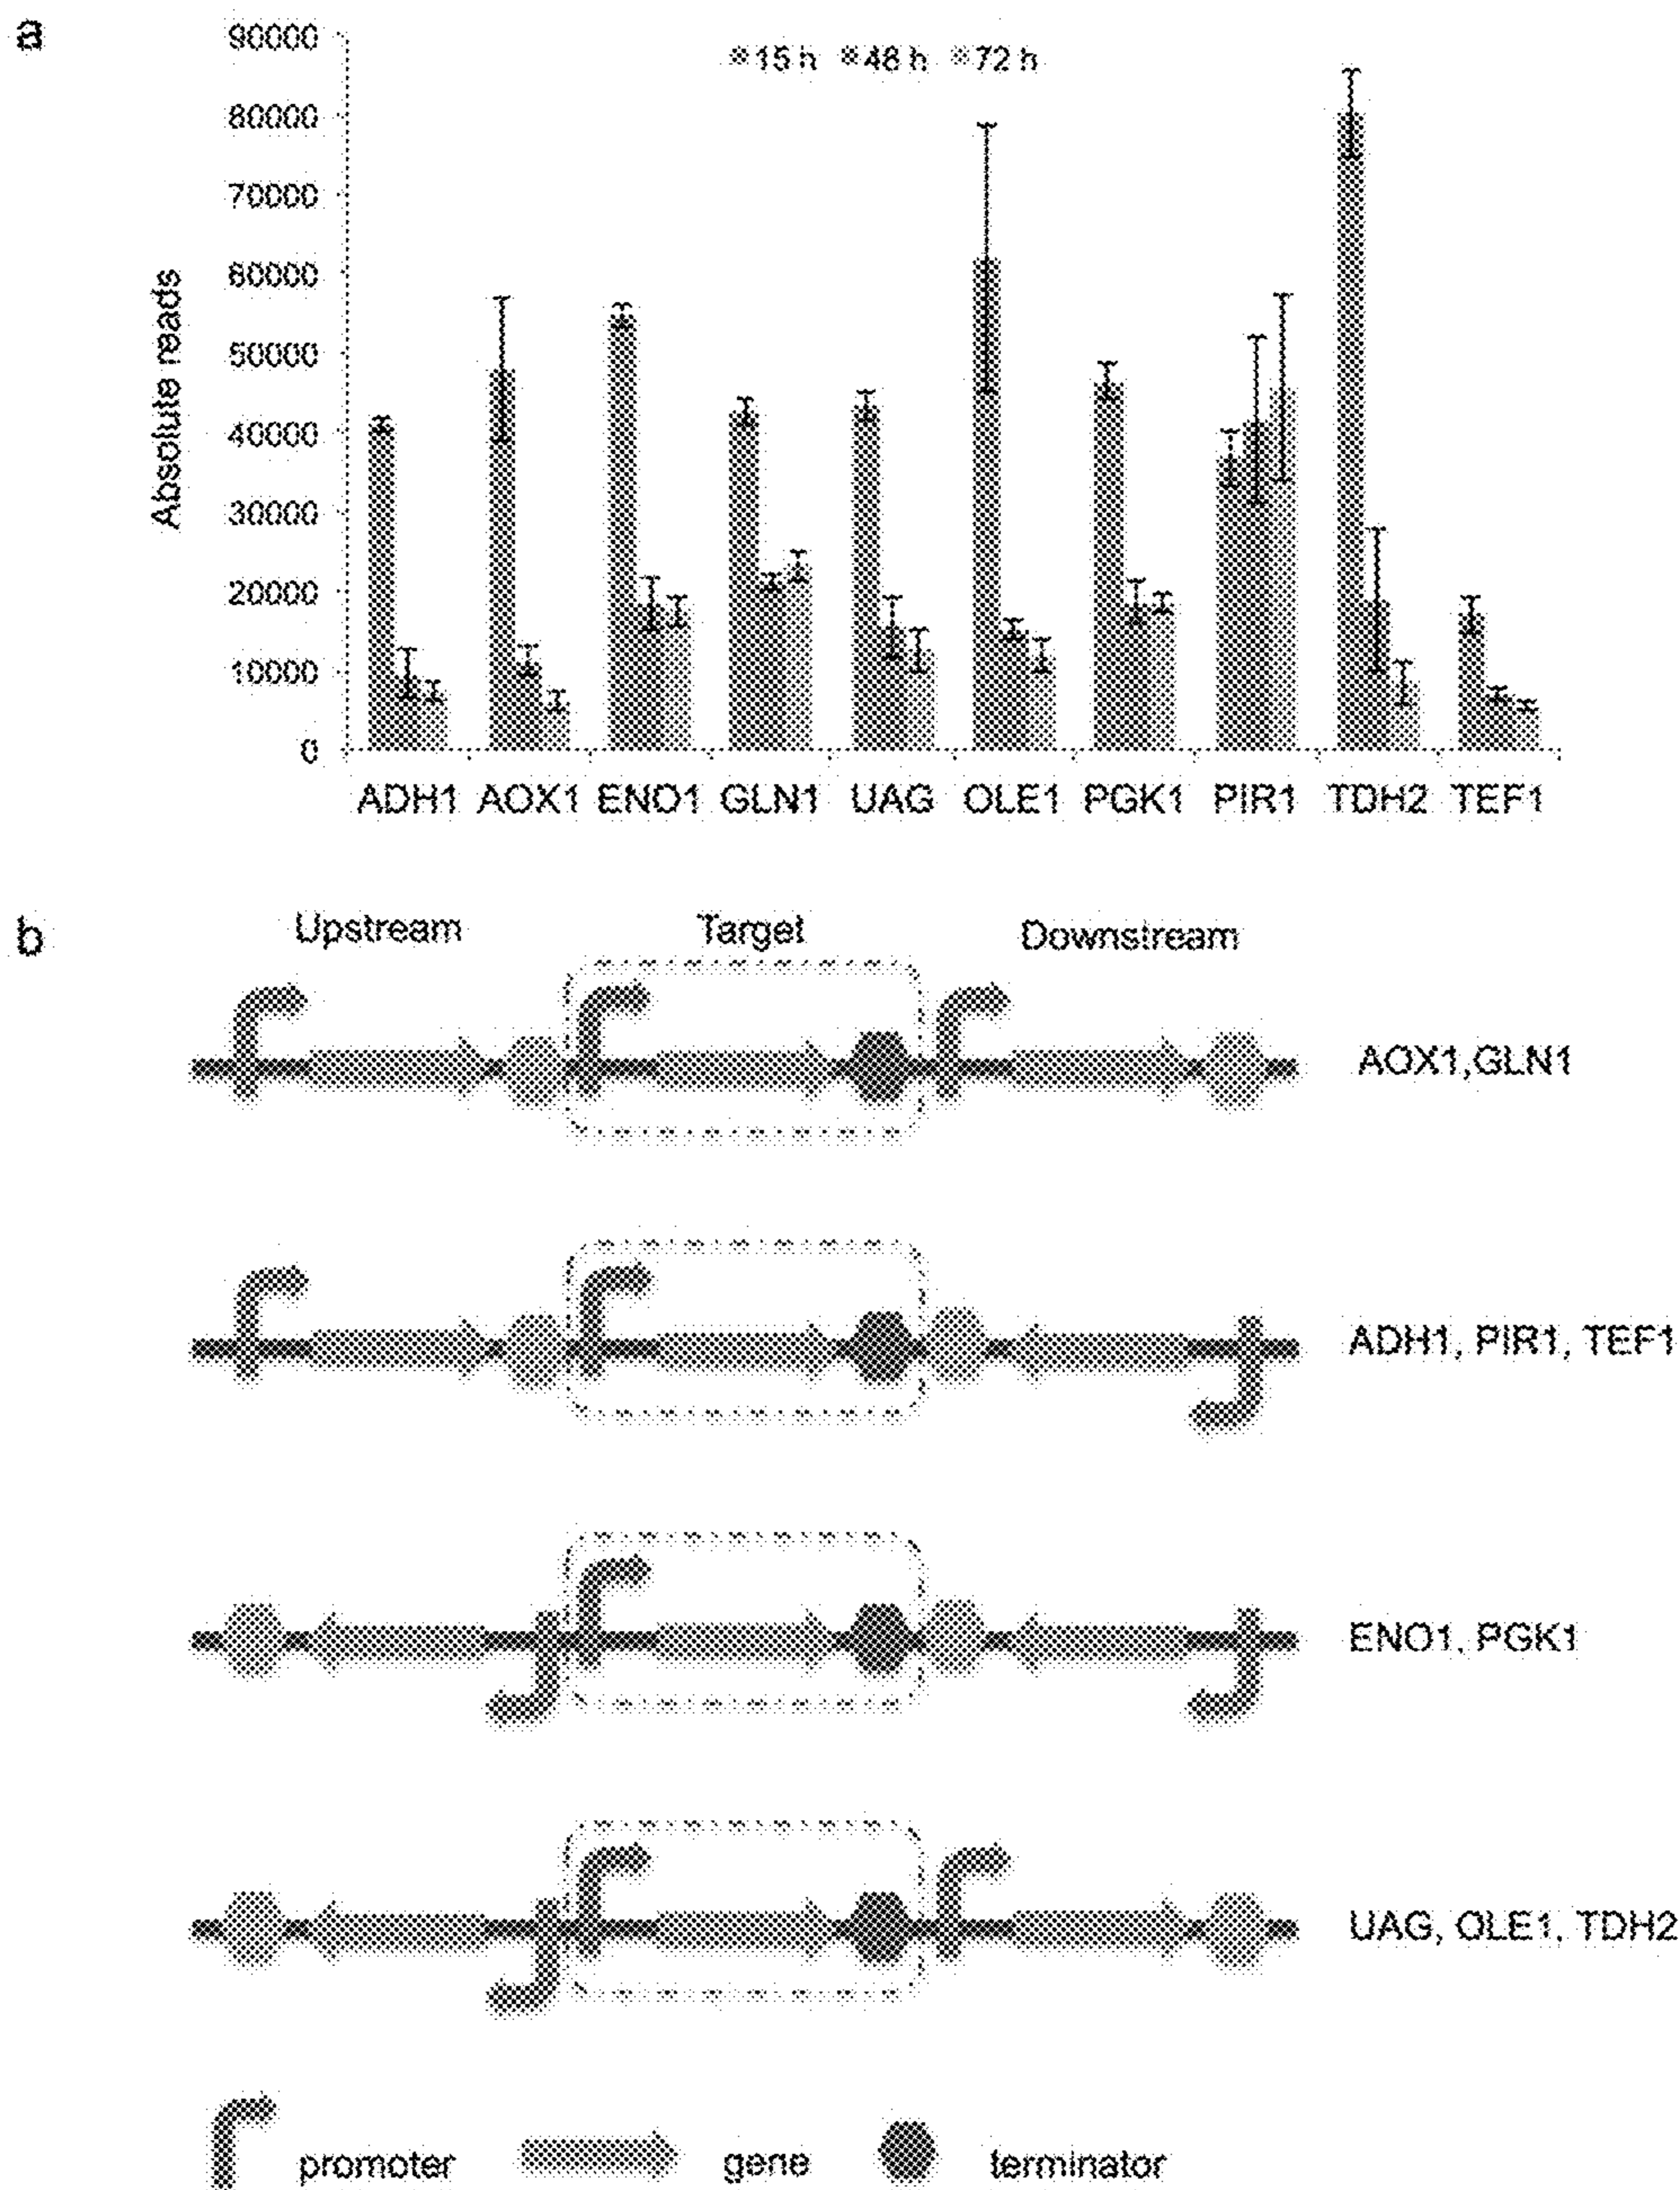 a
15 h 48 h 72 h
90000
80000
70000
60000
50000
40000
30000
20000
10000
0
Absolute reads
ADH1 AOX1 ENO1 GLN1 UAG OLE1 PGK1 PIR1 TDH2 TEF1
b
Upstream Target Downstream
AOX1,GLN1
ADH1, PIR1, TEF1
ENO1, PGK1
UAG, OLE1, TDH2
promoter gene terminator